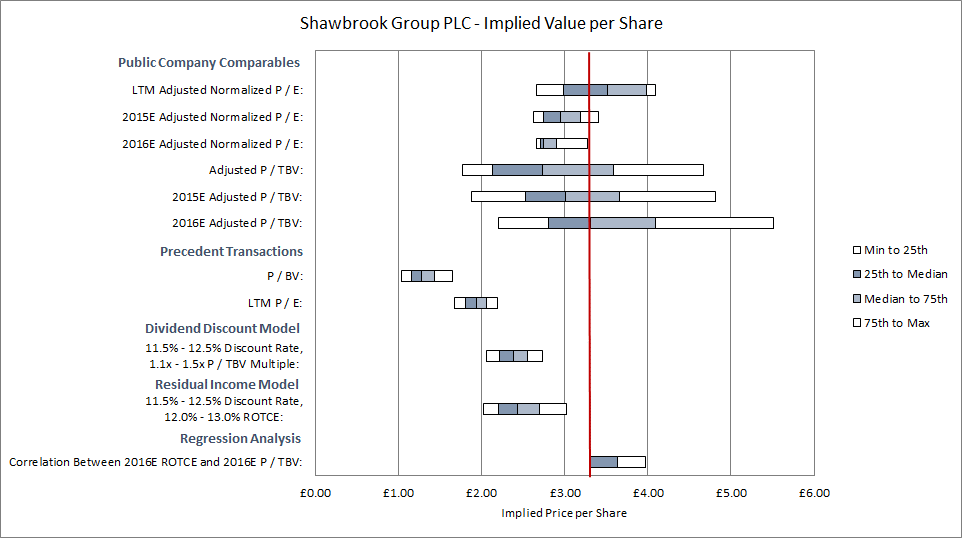 Shawbrook Group PLC - Implied Value per Share
Public Company Comparables
LTM Adjusted Normalized P / E:
2015E Adjusted Normalized P / E:
2016E Adjusted Normalized P / E:
Adjusted P / TBV:
2015E Adjusted P / TBV:
2016E Adjusted P / TBV:
Precedent Transactions
P / BV:
LTM P / E:
Dividend Discount Model
11.5% - 12.5% Discount Rate,
1.1x - 1.5x P / TBV Multiple:
Residual Income Model
11.5% - 12.5% Discount Rate,
12.0% - 13.0% ROTCE:
Regression Analysis
Correlation Between 2016E ROTCE and 2016E P / TBV:
Min to 25th
25th to Median
Median to 75th
75th to Max
£0.00 £1.00 £2.00 £3.00 £4.00 £5.00 £6.00
Implied Price per Share